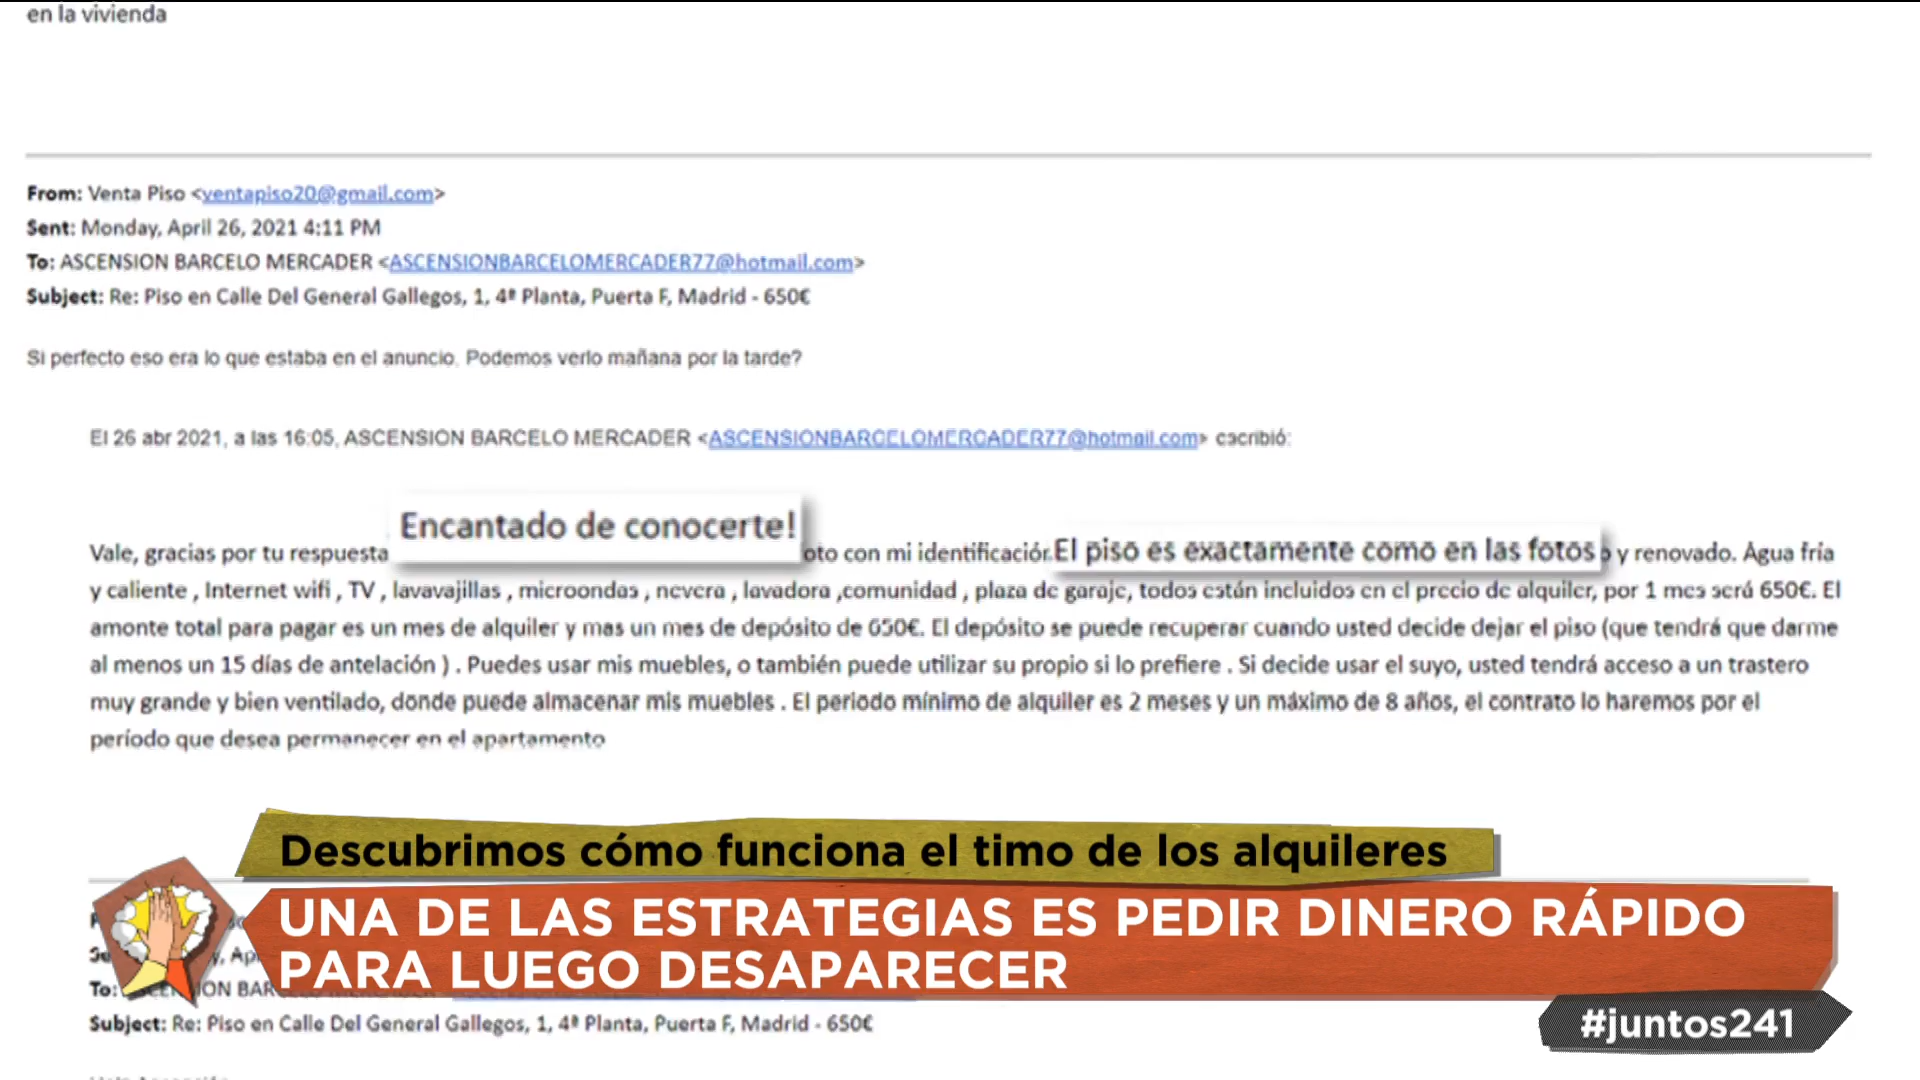 en la vivienda
From: Venta Piso <ventapiso20@gmail.com>
Sent: Monday, April 26, 2021 4:11 PM
To: ASCENSION BARCELO MERCADER <ASCENSIONBARCELOMERCADER77@hotmail.com>
Subject: Re: Piso en Calle Del General Gallegos, 1, 4ª Planta, Puerta F, Madrid - 650€
Si perfecto eso era lo que estaba en el anuncio. Podemos verlo mañana por la tarde?
El 26 abr 2021, a las 16:05, ASCENSION BARCELO MERCADER <ASCENSIONBARCELOMERCADER77@hotmail.com> escribió:
Vale, gracias por tu respuesta Encantado de conocerte! oto con mi identificación El piso es exactamente como en las fotos o y renovado. Agua fría
y caliente , Internet wifi , TV , lavavajillas , microondas , nevera , lavadora ,comunidad , plaza de garaje, todos están incluidos en el precio de alquiler, por 1 mes será 650€. El
amonte total para pagar es un mes de alquiler y mas un mes de depósito de 650€. El depósito se puede recuperar cuando usted decide dejar el piso (que tendrá que darme
al menos un 15 días de antelación ) . Puedes usar mis muebles, o también puede utilizar su propio si lo prefiere . Si decide usar el suyo, usted tendrá acceso a un trastero
muy grande y bien ventilado, donde puede almacenar mis muebles . El periodo mínimo de alquiler es 2 meses y un máximo de 8 años, el contrato lo haremos por el
período que desea permanecer en el apartamento
Descubrimos cómo funciona el timo de los alquileres
UNA DE LAS ESTRATEGIAS ES PEDIR DINERO RÁPIDO
PARA LUEGO DESAPARECER
To:
Subject: Re: Piso en Calle Del General Gallegos, 1, 4ª Planta, Puerta F, Madrid - 650€
#juntos241